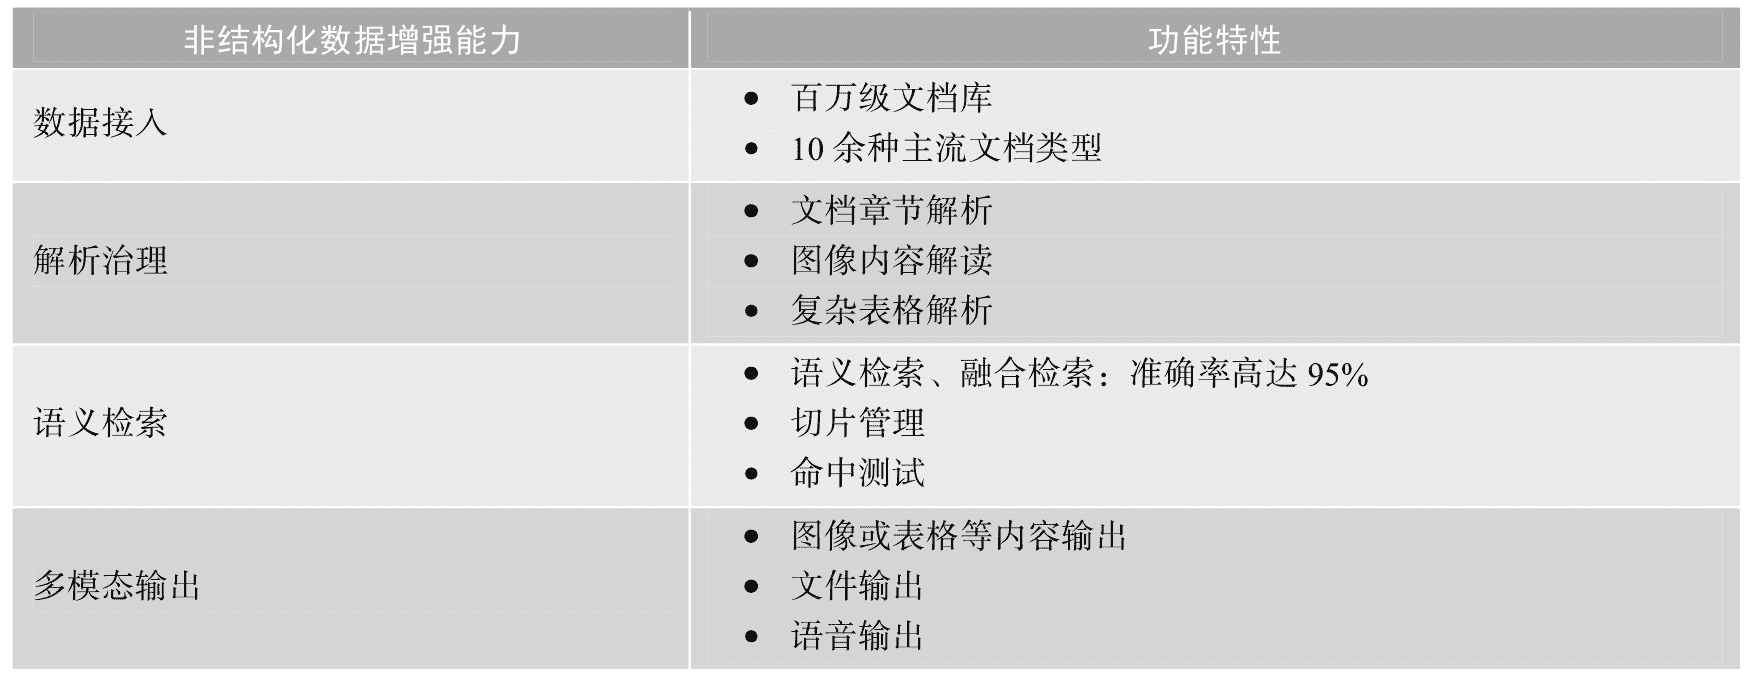 非结构化数据增强能力 功能特性
数据接入
● 百万级文档库
● 10 余种主流文档类型
解析治理
● 文档章节解析
● 图像内容解读
● 复杂表格解析
语义检索
● 语义检索、融合检索：准确率高达 95%
● 切片管理
● 命中测试
多模态输出
● 图像或表格等内容输出
● 文件输出
● 语音输出